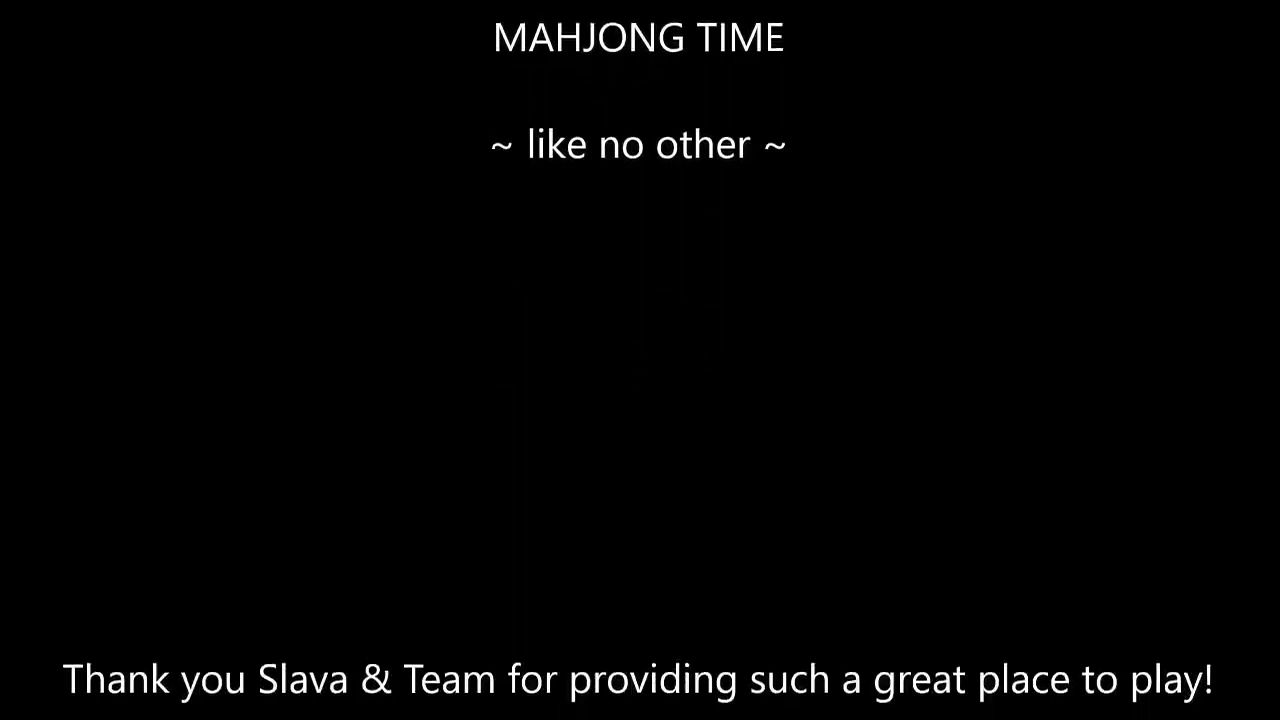 MAHJONG TIME
~ like no other ~
Thank you Slava & Team for providing such a great place to play!